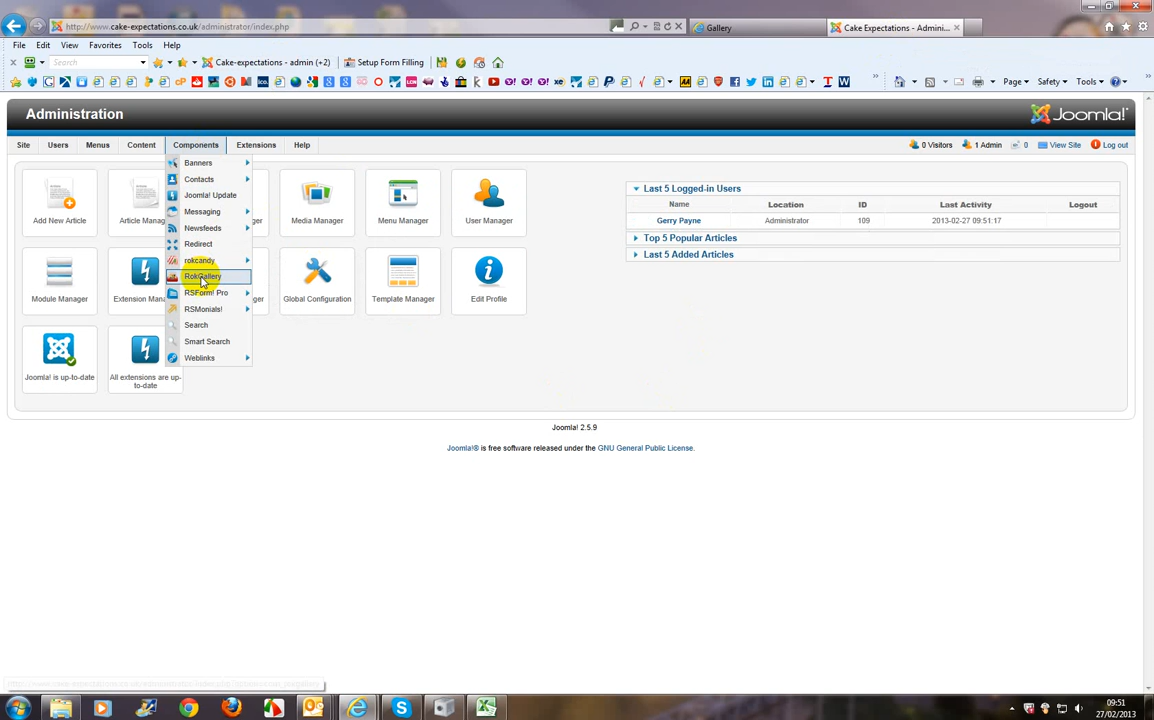 http://www.cake-expectations.co.uk/administrator/index.php
Gallery
Cake Expectations - Admini...
File Edit View Favorites Tools Help
Search
Cake-expectations - admin (+2)
Setup Form Filling
Page
Safety
Tools
Administration
Joomla!
Site Users Menus Content Components Extensions Help
0 Visitors 1 Admin 0 View Site Log out
Banners
Contacts
Joomla! Update
Messaging
Newsfeeds
Redirect
rokcandy
RokGallery
RSForm! Pro
RSMonials!
Search
Smart Search
Weblinks
Add New Article
Article Manag
ger
Media Manager
Menu Manager
User Manager
Module Manager
Extension Mana
ger
Global Configuration
Template Manager
Edit Profile
Joomla! is up-to-date
All extensions are up-
to-date
Last 5 Logged-in Users
Name Location ID Last Activity Logout
Gerry Payne Administrator 109 2013-02-27 09:51:17
Top 5 Popular Articles
Last 5 Added Articles
Joomla! 2.5.9
Joomla!® is free software released under the GNU General Public License.
09:51
27/02/2013